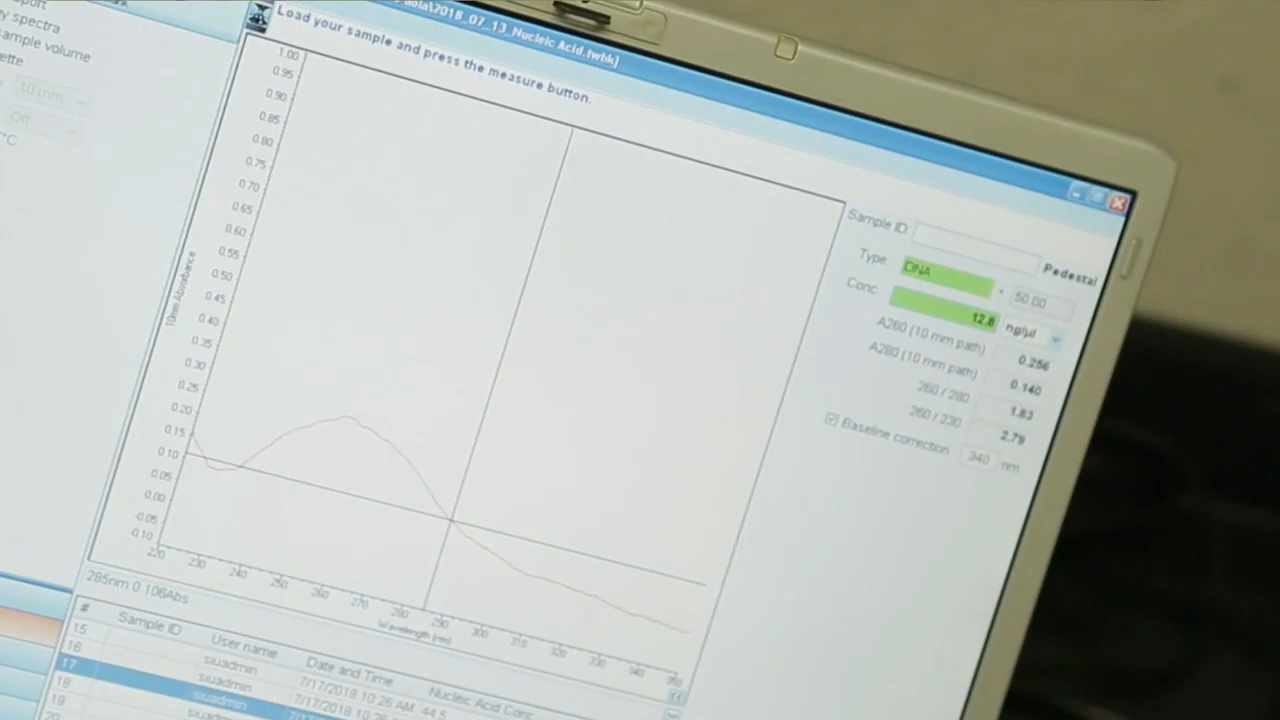 y spectra
sample volume
10 mm
°C
2018_07_13_Nucleic Acid.twbk]
Load your sample and press the measure button.
1.00
0.95
0.90
0.85
0.80
0.75
0.70
0.65
0.60
0.55
0.50
0.45
0.40
0.35
0.30
0.25
0.20
0.15
0.10
0.05
0.00
-0.05
-0.10
10mm Absorbance
220 230 240 250 260 270 280 290 300 310 320 330 340 350
Wavelength (nm)
Sample ID
Pedestal
Type DNA - 50.00
Conc 12.8 ng/µl
A260 (10 mm path) 0.256
A280 (10 mm path) 0.140
260 / 280 1.83
260 / 230 2.79
Baseline correction 340 nm
285nm 0.106Abs
# Sample ID User name Date and Time Nucleic Acid Conc.
15 siuadmin 7/17/2018 10:26 AM 44.5
16 siuadmin 7/17/2018 10:26
17 siuadmin
18
19
20